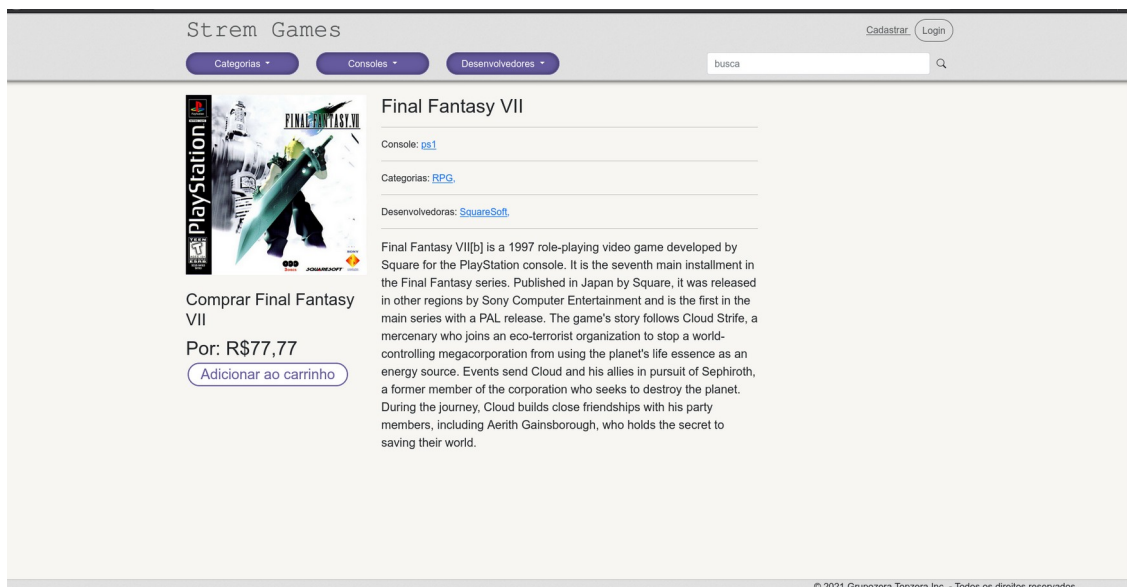 Strem Games
Cadastrar Login
Categorias Consoles Desenvolvedores busca
PlayStation
FINAL FANTASY VII
SQUARESOFT
Comprar Final Fantasy
VII
Por: R$77,77
Adicionar ao carrinho
Final Fantasy VII
Console: ps1
Categorias: RPG,
Desenvolvedoras: SquareSoft,
Final Fantasy VII[b] is a 1997 role-playing video game developed by
Square for the PlayStation console. It is the seventh main installment in
the Final Fantasy series. Published in Japan by Square, it was released
in other regions by Sony Computer Entertainment and is the first in the
main series with a PAL release. The game's story follows Cloud Strife, a
mercenary who joins an eco-terrorist organization to stop a world-
controlling megacorporation from using the planet's life essence as an
energy source. Events send Cloud and his allies in pursuit of Sephiroth,
a former member of the corporation who seeks to destroy the planet.
During the journey, Cloud builds close friendships with his party
members, including Aerith Gainsborough, who holds the secret to
saving their world.
© 2021 Grupozera Topzera Inc. - Todos os direitos reservados